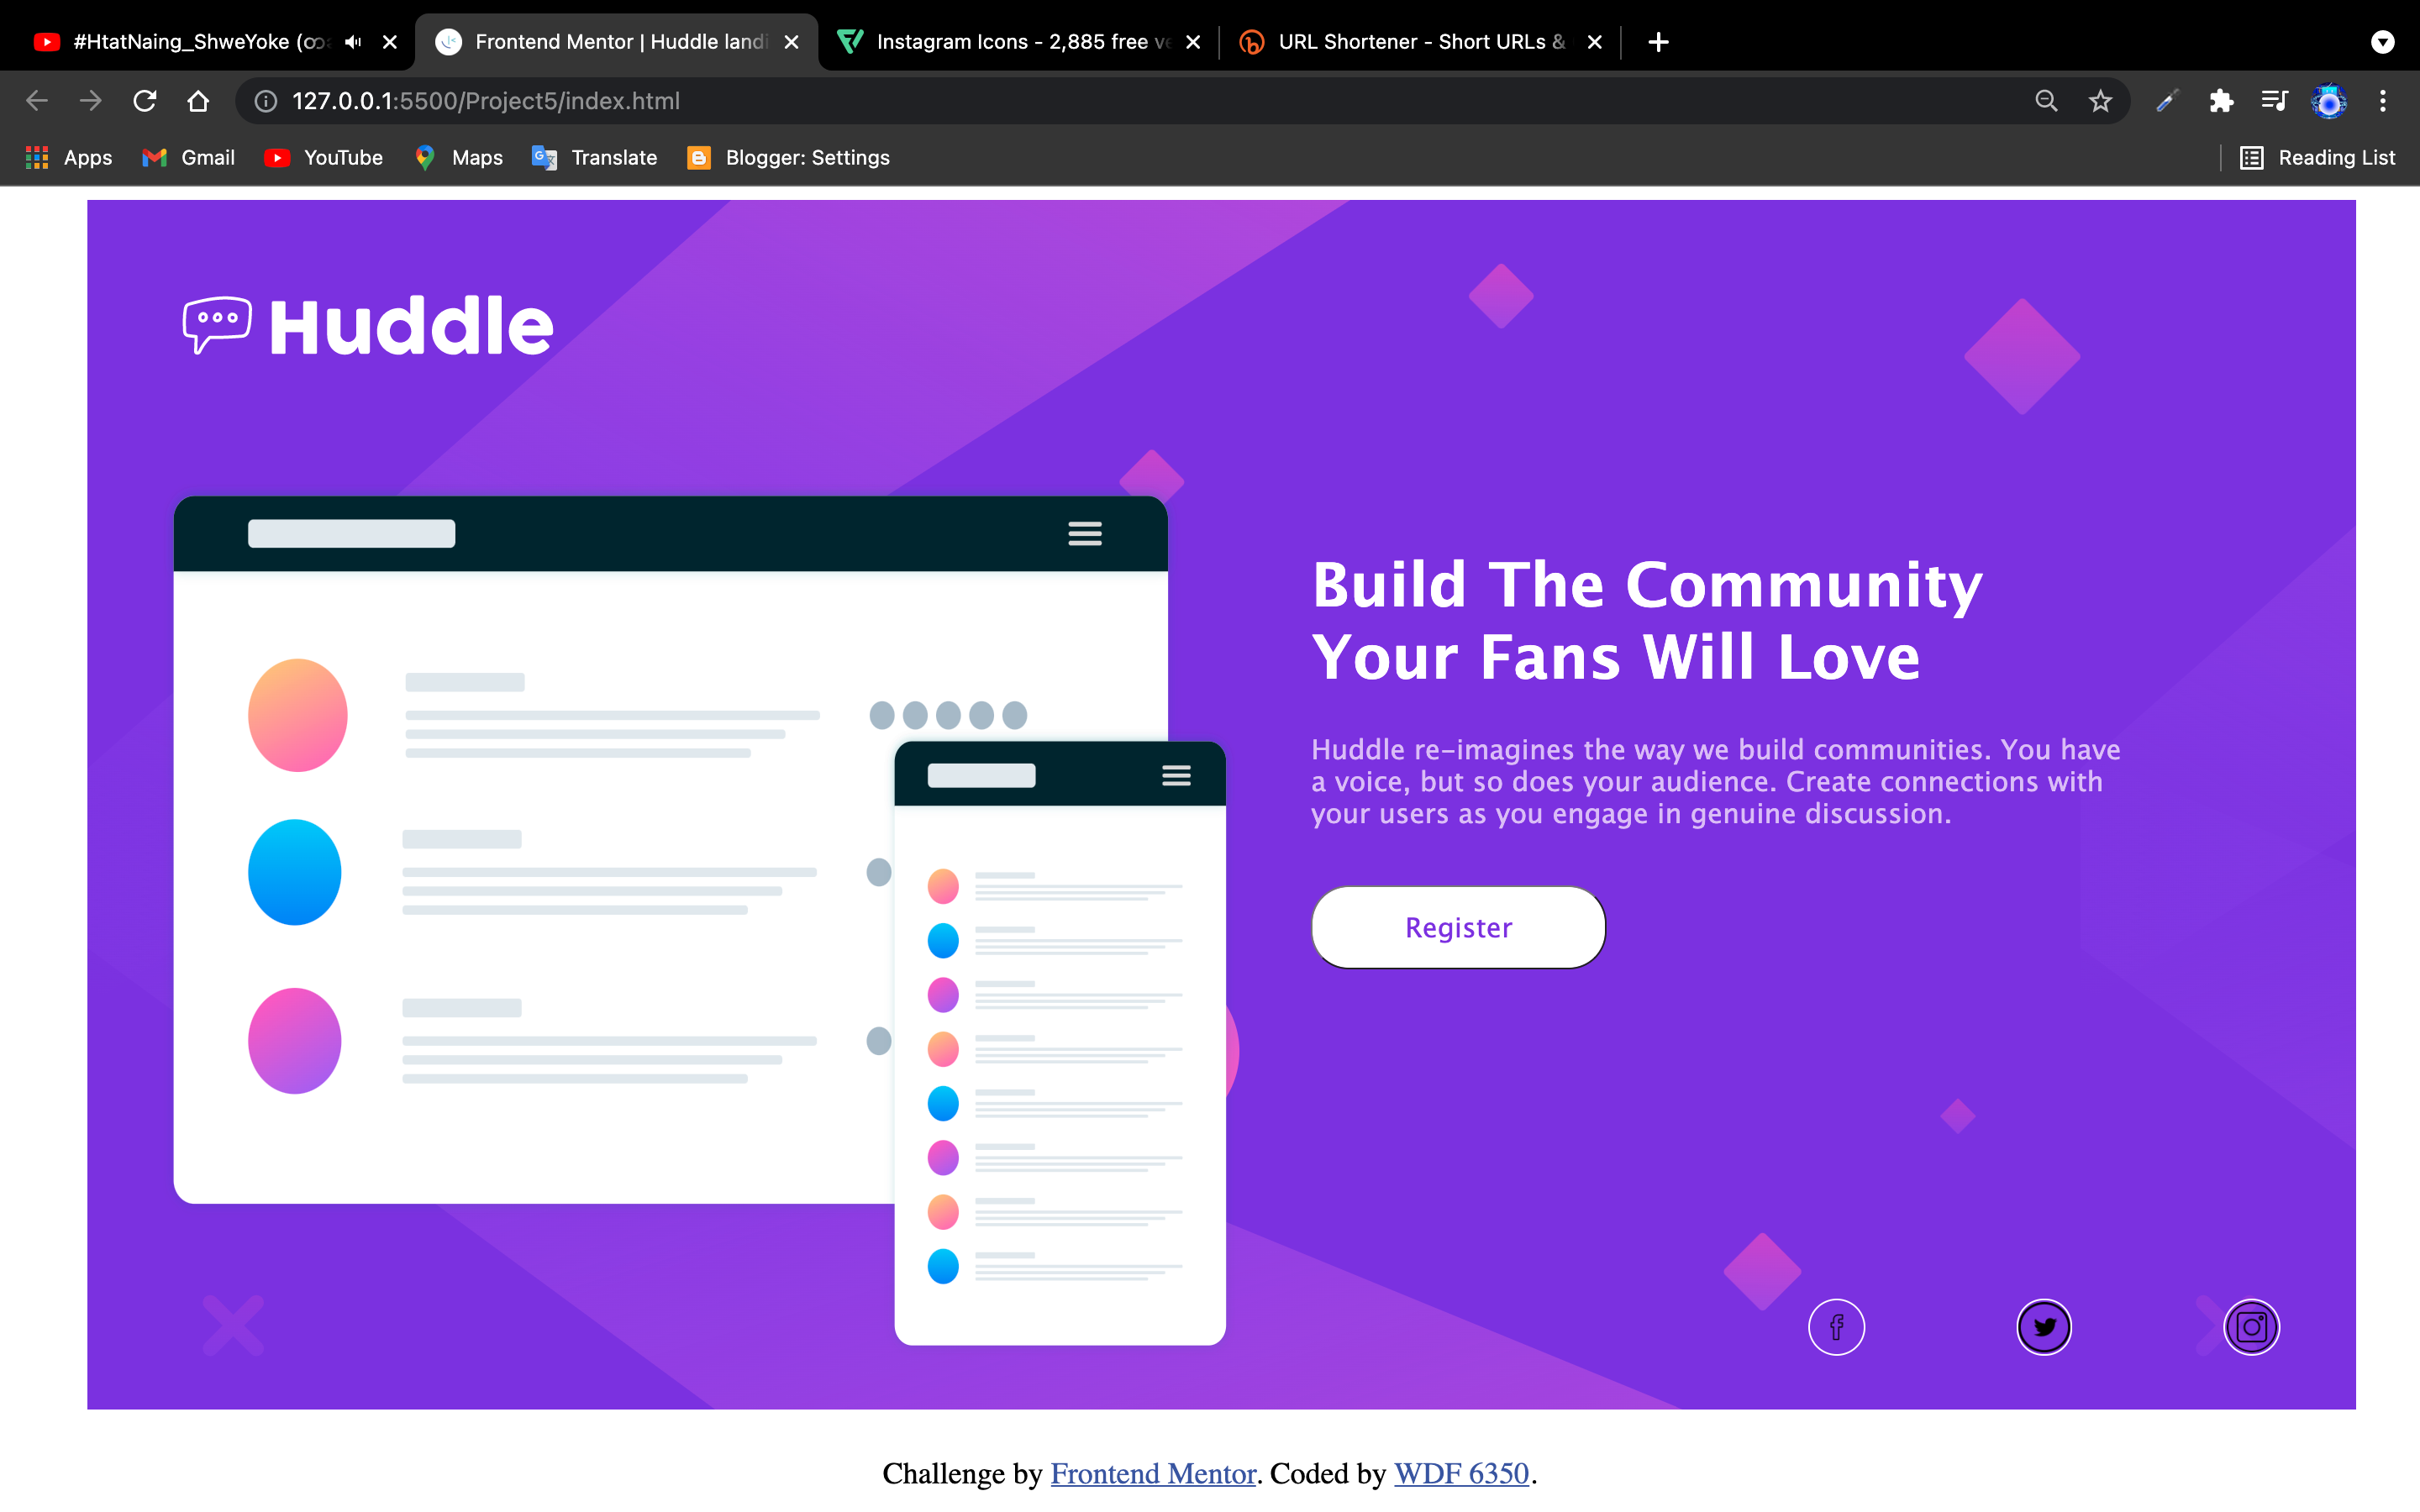 #HtatNaing_ShweYoke
Frontend Mentor | Huddle landi
Instagram Icons - 2,885 free ve
URL Shortener - Short URLs &
127.0.0.1:5500/Project5/index.html
Apps
Gmail
YouTube
Maps
Translate
Blogger: Settings
Reading List
Huddle
Build The Community
Your Fans Will Love
Huddle re-imagines the way we build communities. You have
a voice, but so does your audience. Create connections with
your users as you engage in genuine discussion.
Register
Challenge by Frontend Mentor. Coded by WDF 6350.